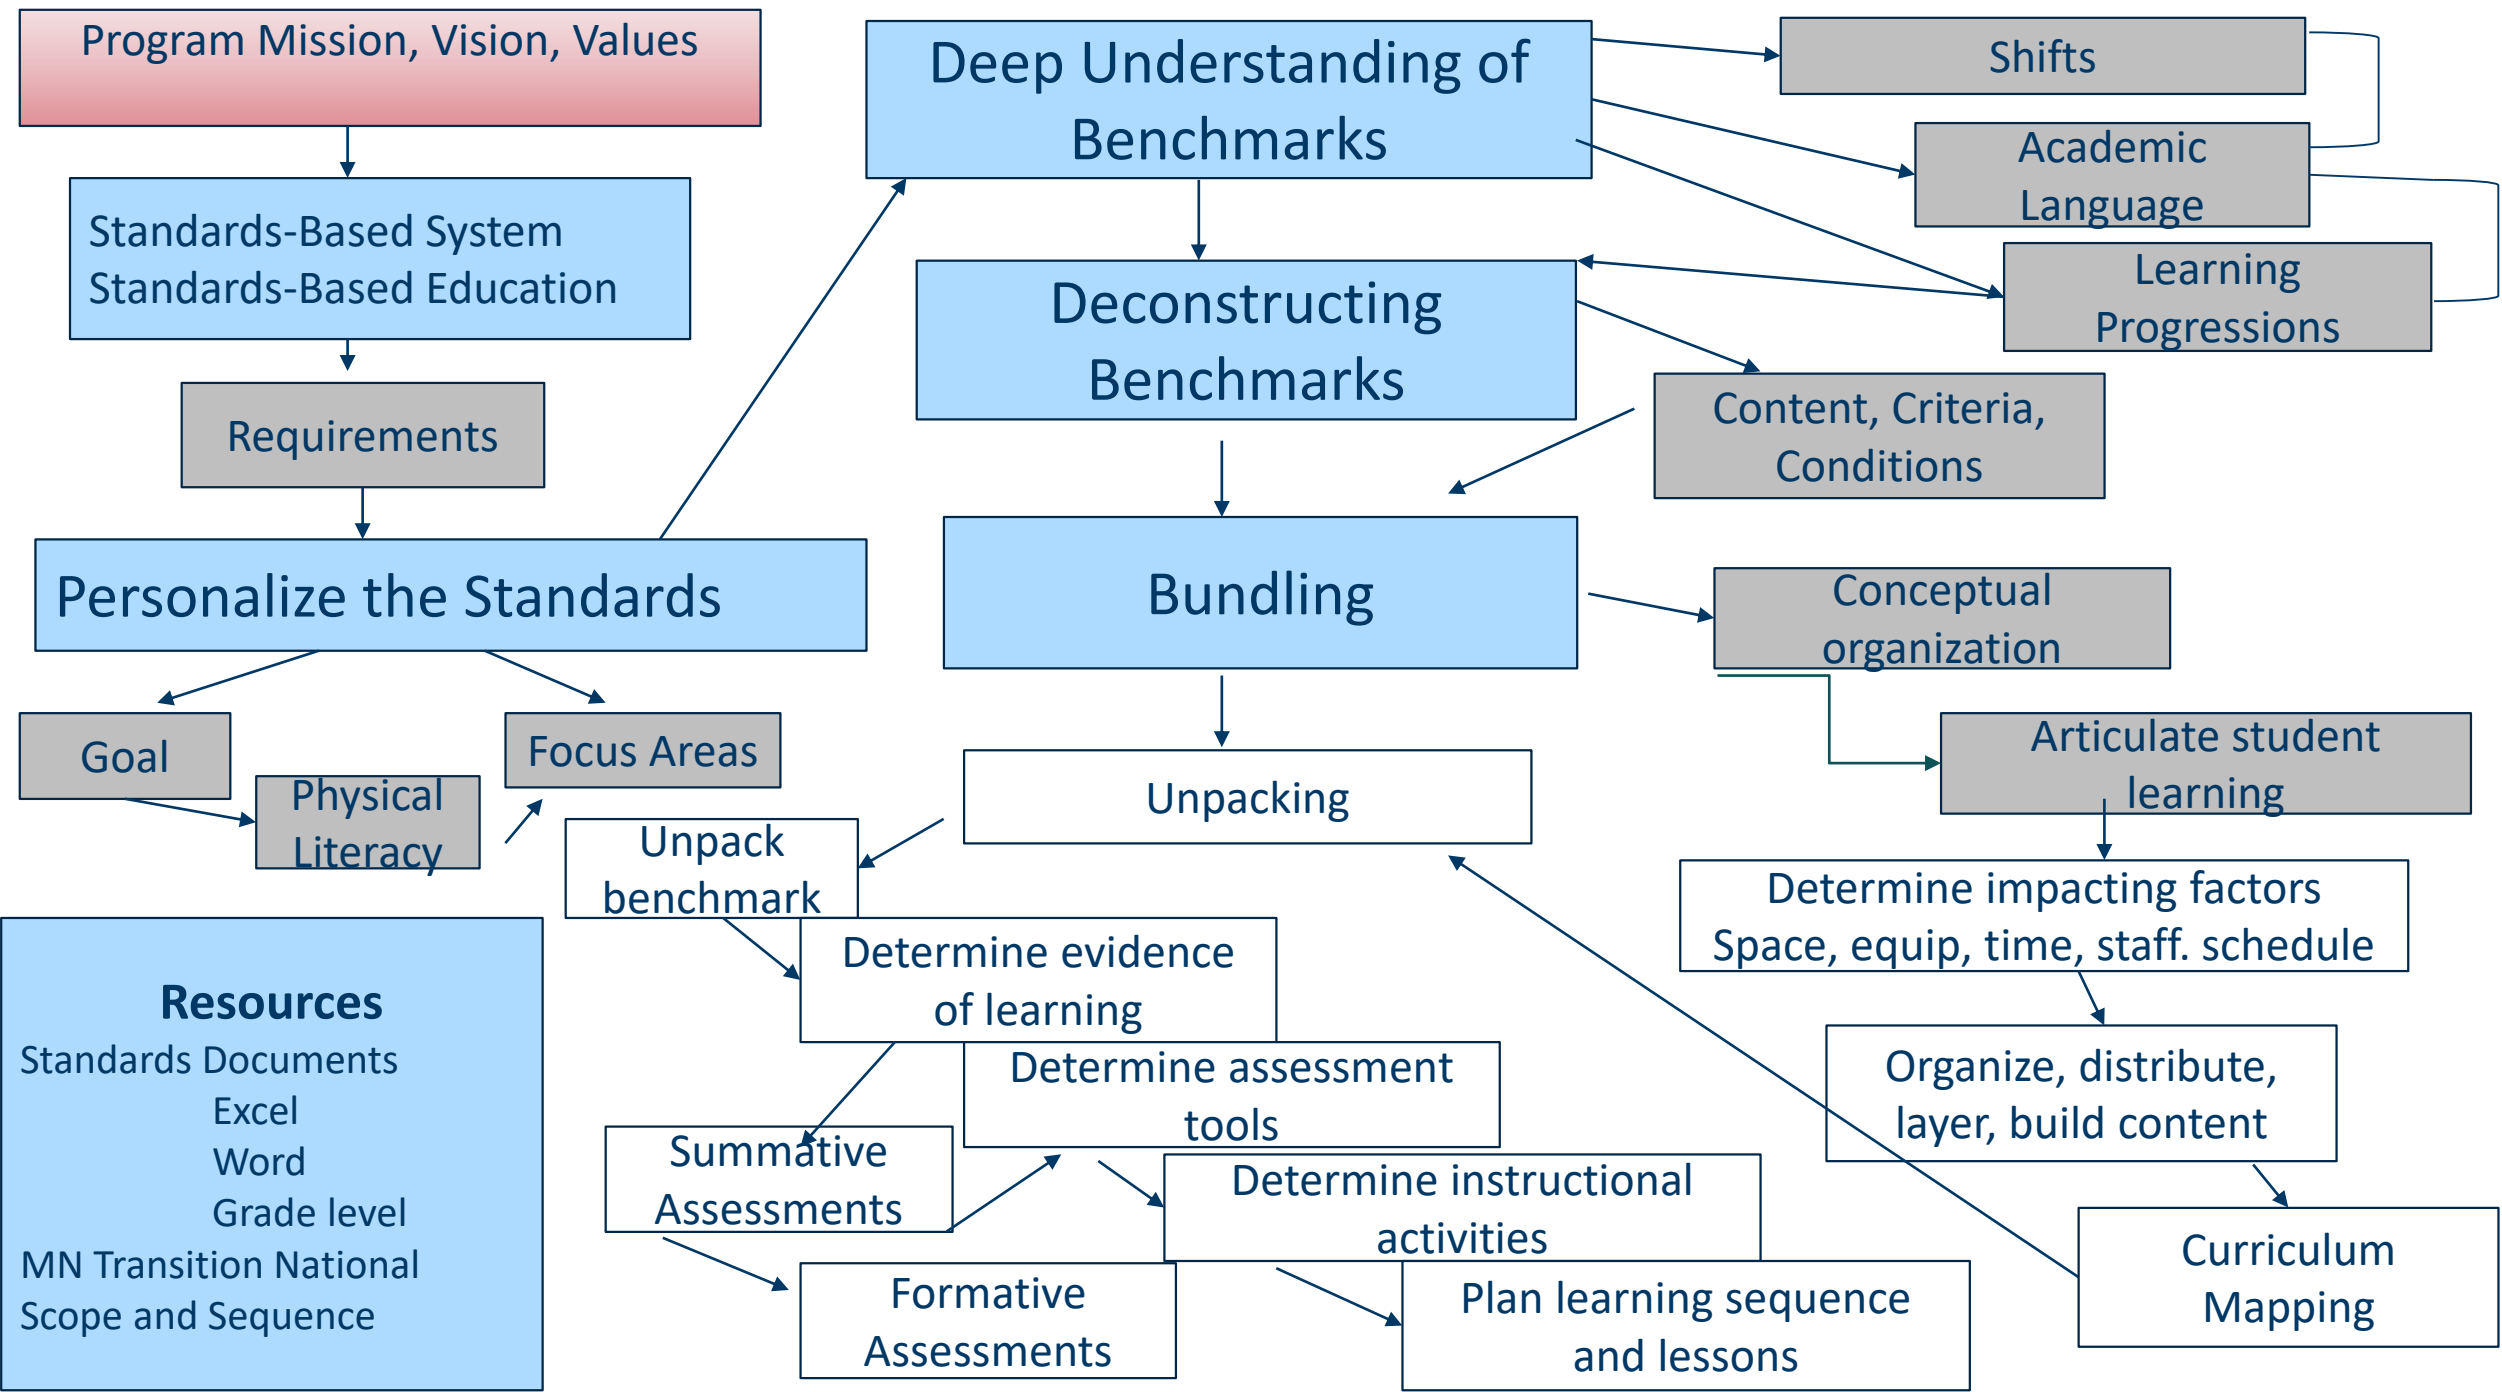 Program Mission, Vision, Values
Standards-Based System
Standards-Based Education
Requirements
Personalize the Standards
Goal
Physical
Literacy
Focus Areas
Resources
Standards Documents
Excel
Word
Grade level
MN Transition National
Scope and Sequence
Deep Understanding of
Benchmarks
Shifts
Academic
Language
Learning
Progressions
Deconstructing
Benchmarks
Content, Criteria,
Conditions
Bundling
Conceptual
organization
Articulate student
learning
Determine impacting factors
Space, equip, time, staff. schedule
Organize, distribute,
layer, build content
Curriculum
Mapping
Unpacking
Unpack
benchmark
Determine evidence
of learning
Summative
Assessments
Formative
Assessments
Determine assessment
tools
Determine instructional
activities
Plan learning sequence
and lessons